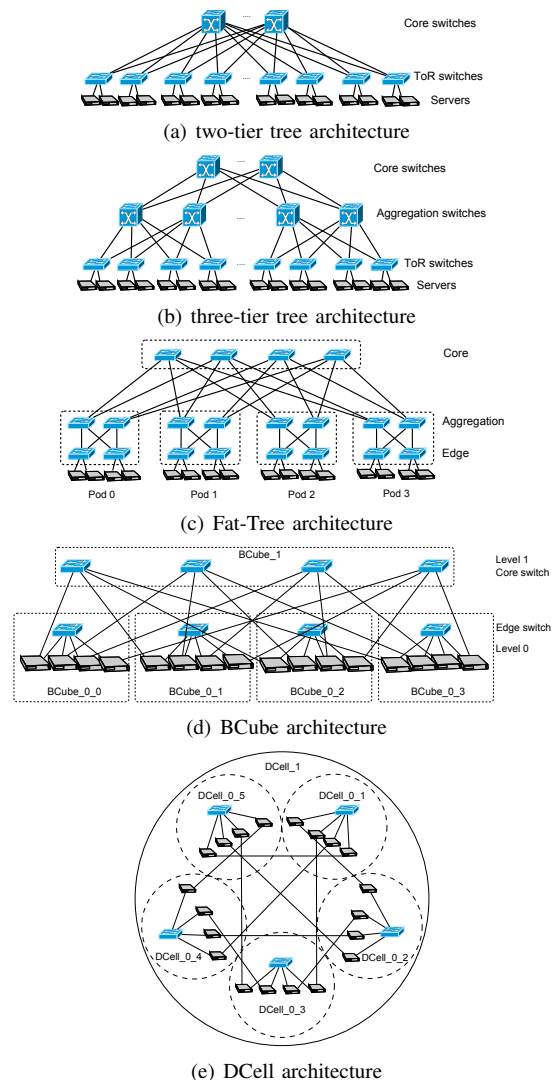 ....
Core switches
....
ToR switches
Servers
(a) two-tier tree architecture
....
Core switches
....
Aggregation switches
....
ToR switches
Servers
(b) three-tier tree architecture
Core
Aggregation
Edge
Pod 0 Pod 1 Pod 2 Pod 3
(c) Fat-Tree architecture
BCube_1
Level 1
Core switch
Edge switch
Level 0
BCube_0_0 BCube_0_1 BCube_0_2 BCube_0_3
(d) BCube architecture
DCell_1
DCell_0_5 DCell_0_1
DCell_0_4 DCell_0_2
DCell_0_3
(e) DCell architecture